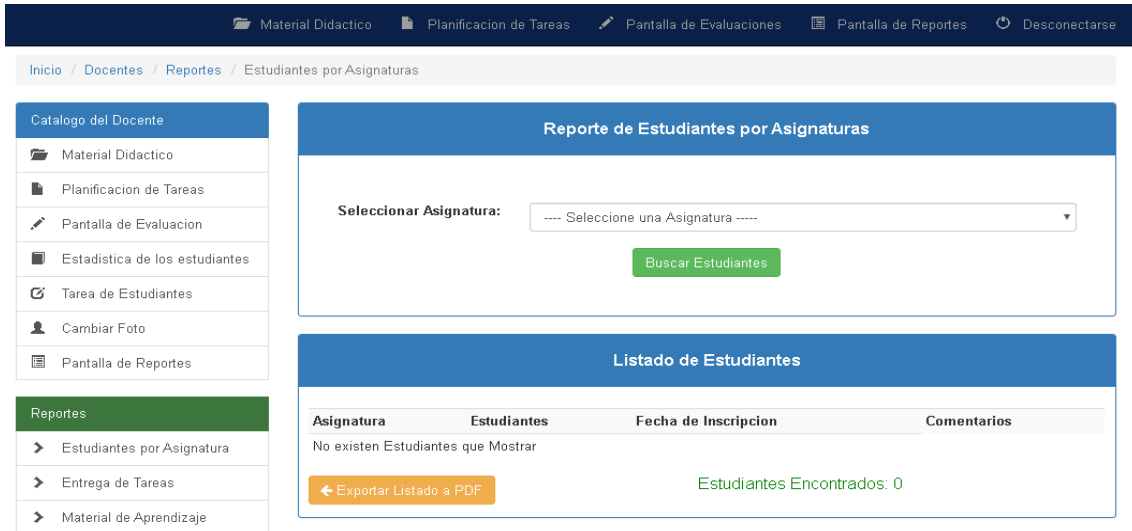 Material Didactico Planificacion de Tareas Pantalla de Evaluaciones Pantalla de Reportes Desconectarse
Inicio / Docentes / Reportes / Estudiantes por Asignaturas
Catalogo del Docente
Material Didactico
Planificacion de Tareas
Pantalla de Evaluacion
Estadistica de los estudiantes
Tarea de Estudiantes
Cambiar Foto
Pantalla de Reportes
Reportes
Estudiantes por Asignatura
Entrega de Tareas
Material de Aprendizaje
Reporte de Estudiantes por Asignaturas
Seleccionar Asignatura: ---- Seleccione una Asignatura -----
Buscar Estudiantes
Listado de Estudiantes
Asignatura Estudiantes Fecha de Inscripcion Comentarios
No existen Estudiantes que Mostrar
Exportar Listado a PDF Estudiantes Encontrados: 0